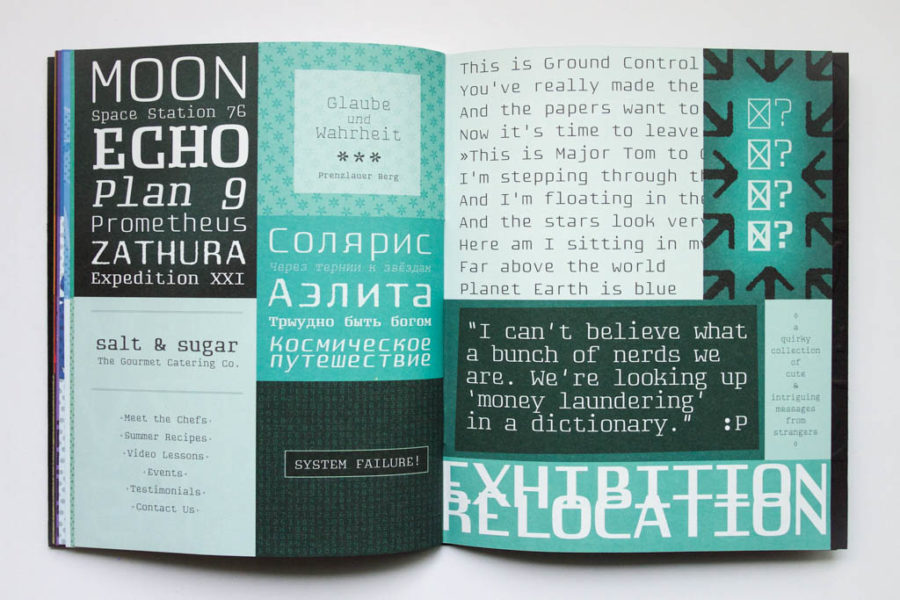 MOON
Space Station 76
ECHO
Plan 9
Prometheus
ZATHURA
Expedition XXI
salt & sugar
The Gourmet Catering Co.
·Meet the Chefs·
·Summer Recipes·
·Video Lessons·
·Events·
·Testimonials·
·Contact Us·
Glaube
und
Wahrheit
***
Prenzlauer Berg
Солярис
Через тернии к звёздам
Аэлита
Трwудно быть богом
Космическое
путешествие
SYSTEM FAILURE!
This is Ground Control
You've really made the
And the papers want to
Now it's time to leave
»This is Major Tom to
I'm stepping through th
And I'm floating in the
And the stars look very
Here am I sitting in my
Far above the world
Planet Earth is blue
?
?
?
?
"I can't believe what
a bunch of nerds we
are. We're looking up
'money laundering'
in a dictionary." :P
◊
a
quirky
collection
of
cute
&
intriguing
messages
from
strangers
◊
EXHIBITION
RELOCATION